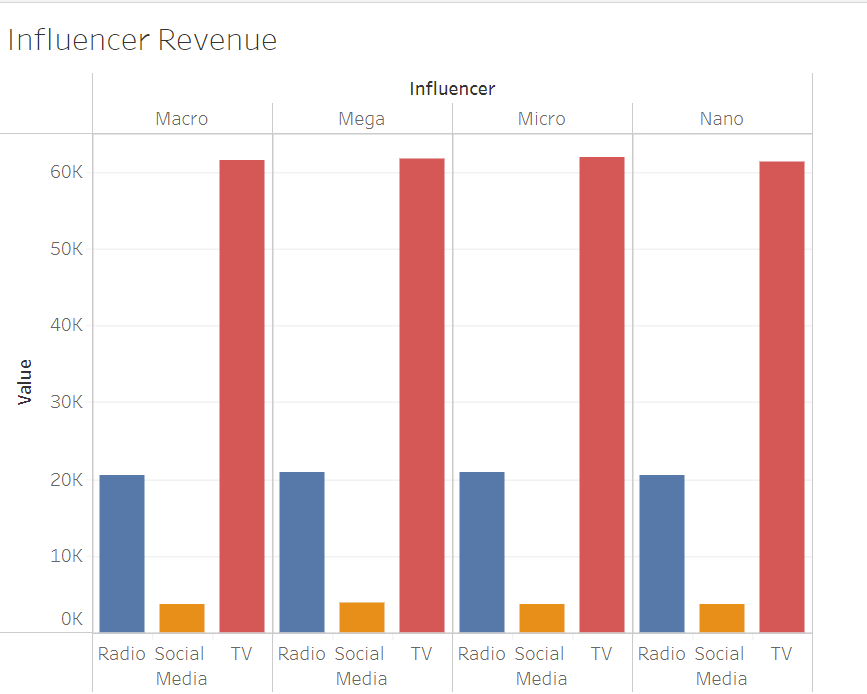 Influencer Revenue
Influencer
Macro Mega Micro Nano
60K
50K
40K
30K
20K
10K
0K
Value
Radio Social Media TV Radio Social Media TV Radio Social Media TV Radio Social Media TV